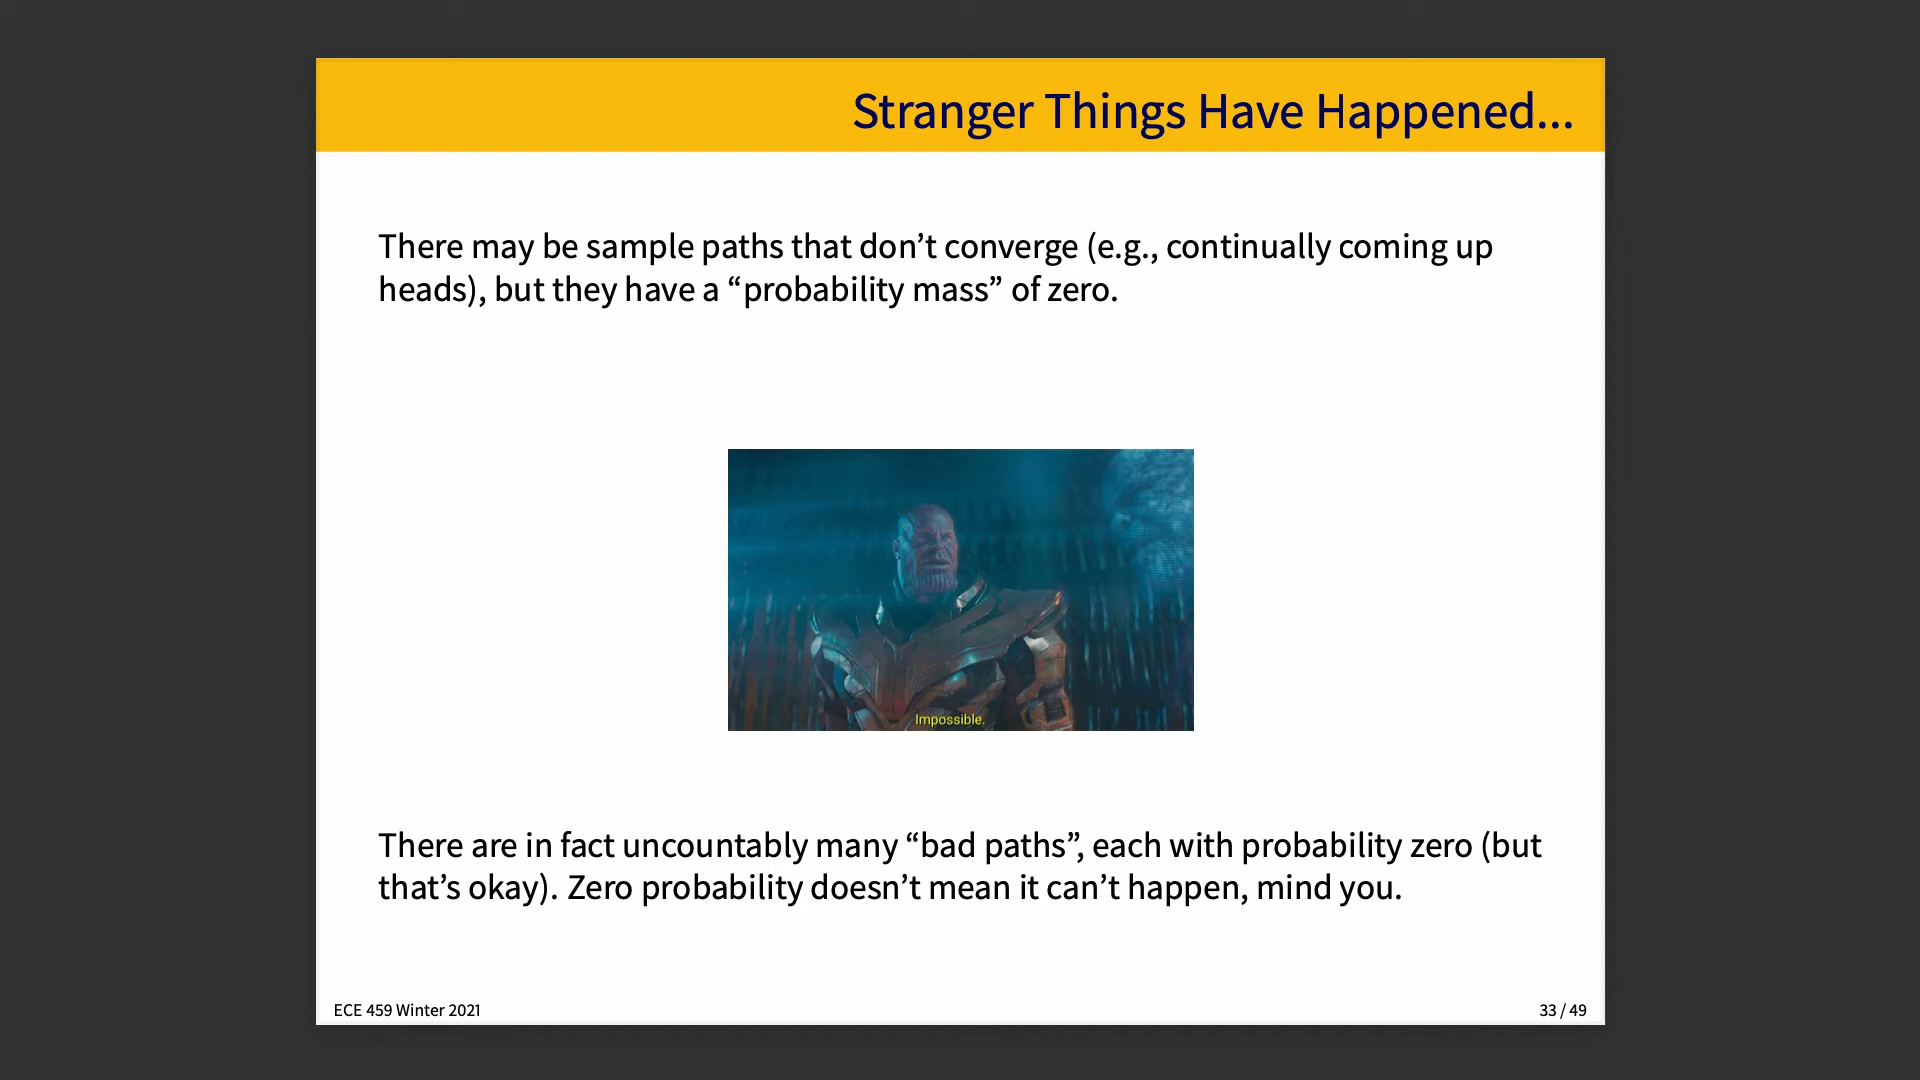 Stranger Things Have Happened...
There may be sample paths that don’t converge (e.g., continually coming up
heads), but they have a “probability mass” of zero.
Impossible.
There are in fact uncountably many “bad paths”, each with probability zero (but
that’s okay). Zero probability doesn’t mean it can’t happen, mind you.
ECE 459 Winter 2021
33 / 49